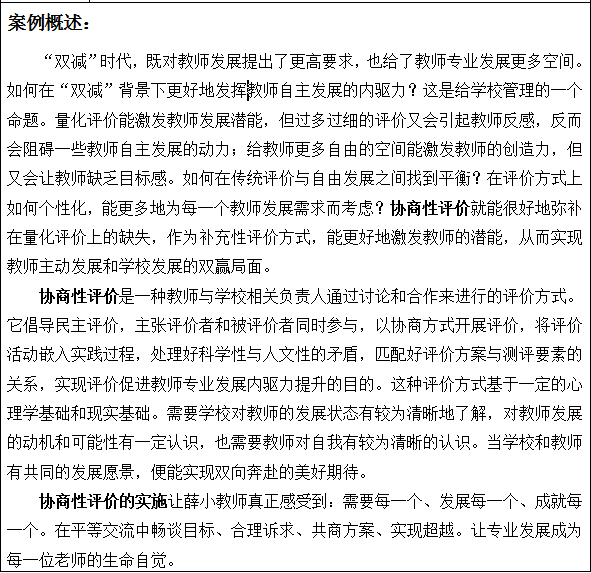 案例概述：
“双减”时代，既对教师发展提出了更高要求，也给了教师专业发展更多空间。
如何在“双减”背景下更好地发挥教师自主发展的内驱力？这是给学校管理的一个
命题。量化评价能激发教师发展潜能，但过多过细的评价又会引起教师反感，反而
会阻碍一些教师自主发展的动力；给教师更多自由的空间能激发教师的创造力，但
又会让教师缺乏目标感。如何在传统评价与自由发展之间找到平衡？在评价方式上
如何个性化，能更多地为每一个教师发展需求而考虑？协商性评价就能很好地弥补
在量化评价上的缺失，作为补充性评价方式，能更好地激发教师的潜能，从而实现
教师主动发展和学校发展的双赢局面。
协商性评价是一种教师与学校相关负责人通过讨论和合作来进行的评价方式。
它倡导民主评价，主张评价者和被评价者同时参与，以协商方式开展评价，将评价
活动嵌入实践过程，处理好科学性与人文性的矛盾，匹配好评价方案与测评要素的
关系，实现评价促进教师专业发展内驱力提升的目的。这种评价方式基于一定的心
理学基础和现实基础。需要学校对教师的发展状态有较为清晰地了解，对教师发展
的动机和可能性有一定认识，也需要教师对自我有较为清晰的认识。当学校和教师
有共同的发展愿景，便能实现双向奔赴的美好期待。
协商性评价的实施让薛小教师真正感受到：需要每一个、发展每一个、成就每
一个。在平等交流中畅谈目标、合理诉求、共商方案、实现超越。让专业发展成为
每一位老师的生命自觉。